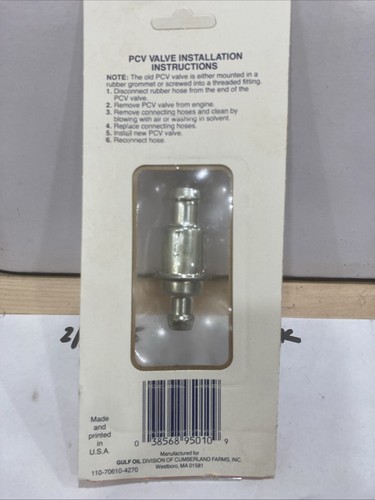 PCV VALVE INSTALLATION
INSTRUCTIONS
NOTE: The old PCV valve is either mounted in a
rubber grommet or screwed into a threaded fitting.
1. Disconnect rubber hose from the end of the
PCV valve.
2. Remove PCV valve from engine.
3. Remove connecting hoses and clean by
blowing with air or washing in solvent.
4. Replace connecting hoses.
5. Install new PCV valve.
6. Reconnect hose.
2/
Made
and
printed
in
U.S.A.
0 38568 95010 9
Manufactured for
GULF OIL DIVISION OF CUMBERLAND FARMS, INC.
Westboro, MA 01581
110-70610-4270